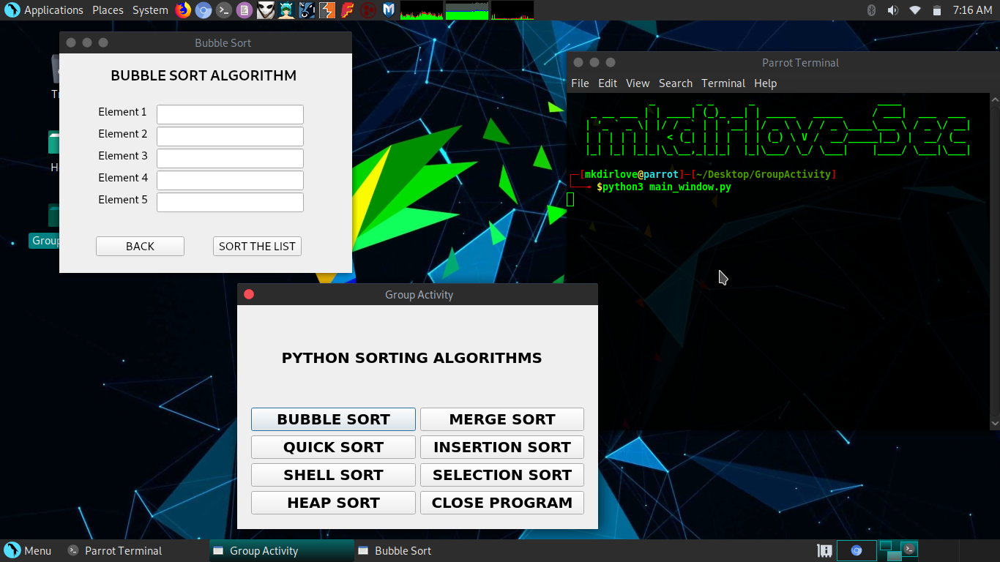 Applications Places System 7:16 AM
Bubble Sort
BUBBLE SORT ALGORITHM
Element 1
Element 2
Element 3
Element 4
Element 5
BACK SORT THE LIST
Parrot Terminal
File Edit View Search Terminal Help
mkdirlove-Sec
[mkdirlove@parrot]-[~/Desktop/GroupActivity]
$python3 main_window.py
Group
Group Activity
PYTHON SORTING ALGORITHMS
BUBBLE SORT MERGE SORT
QUICK SORT INSERTION SORT
SHELL SORT SELECTION SORT
HEAP SORT CLOSE PROGRAM
Menu Parrot Terminal Group Activity Bubble Sort